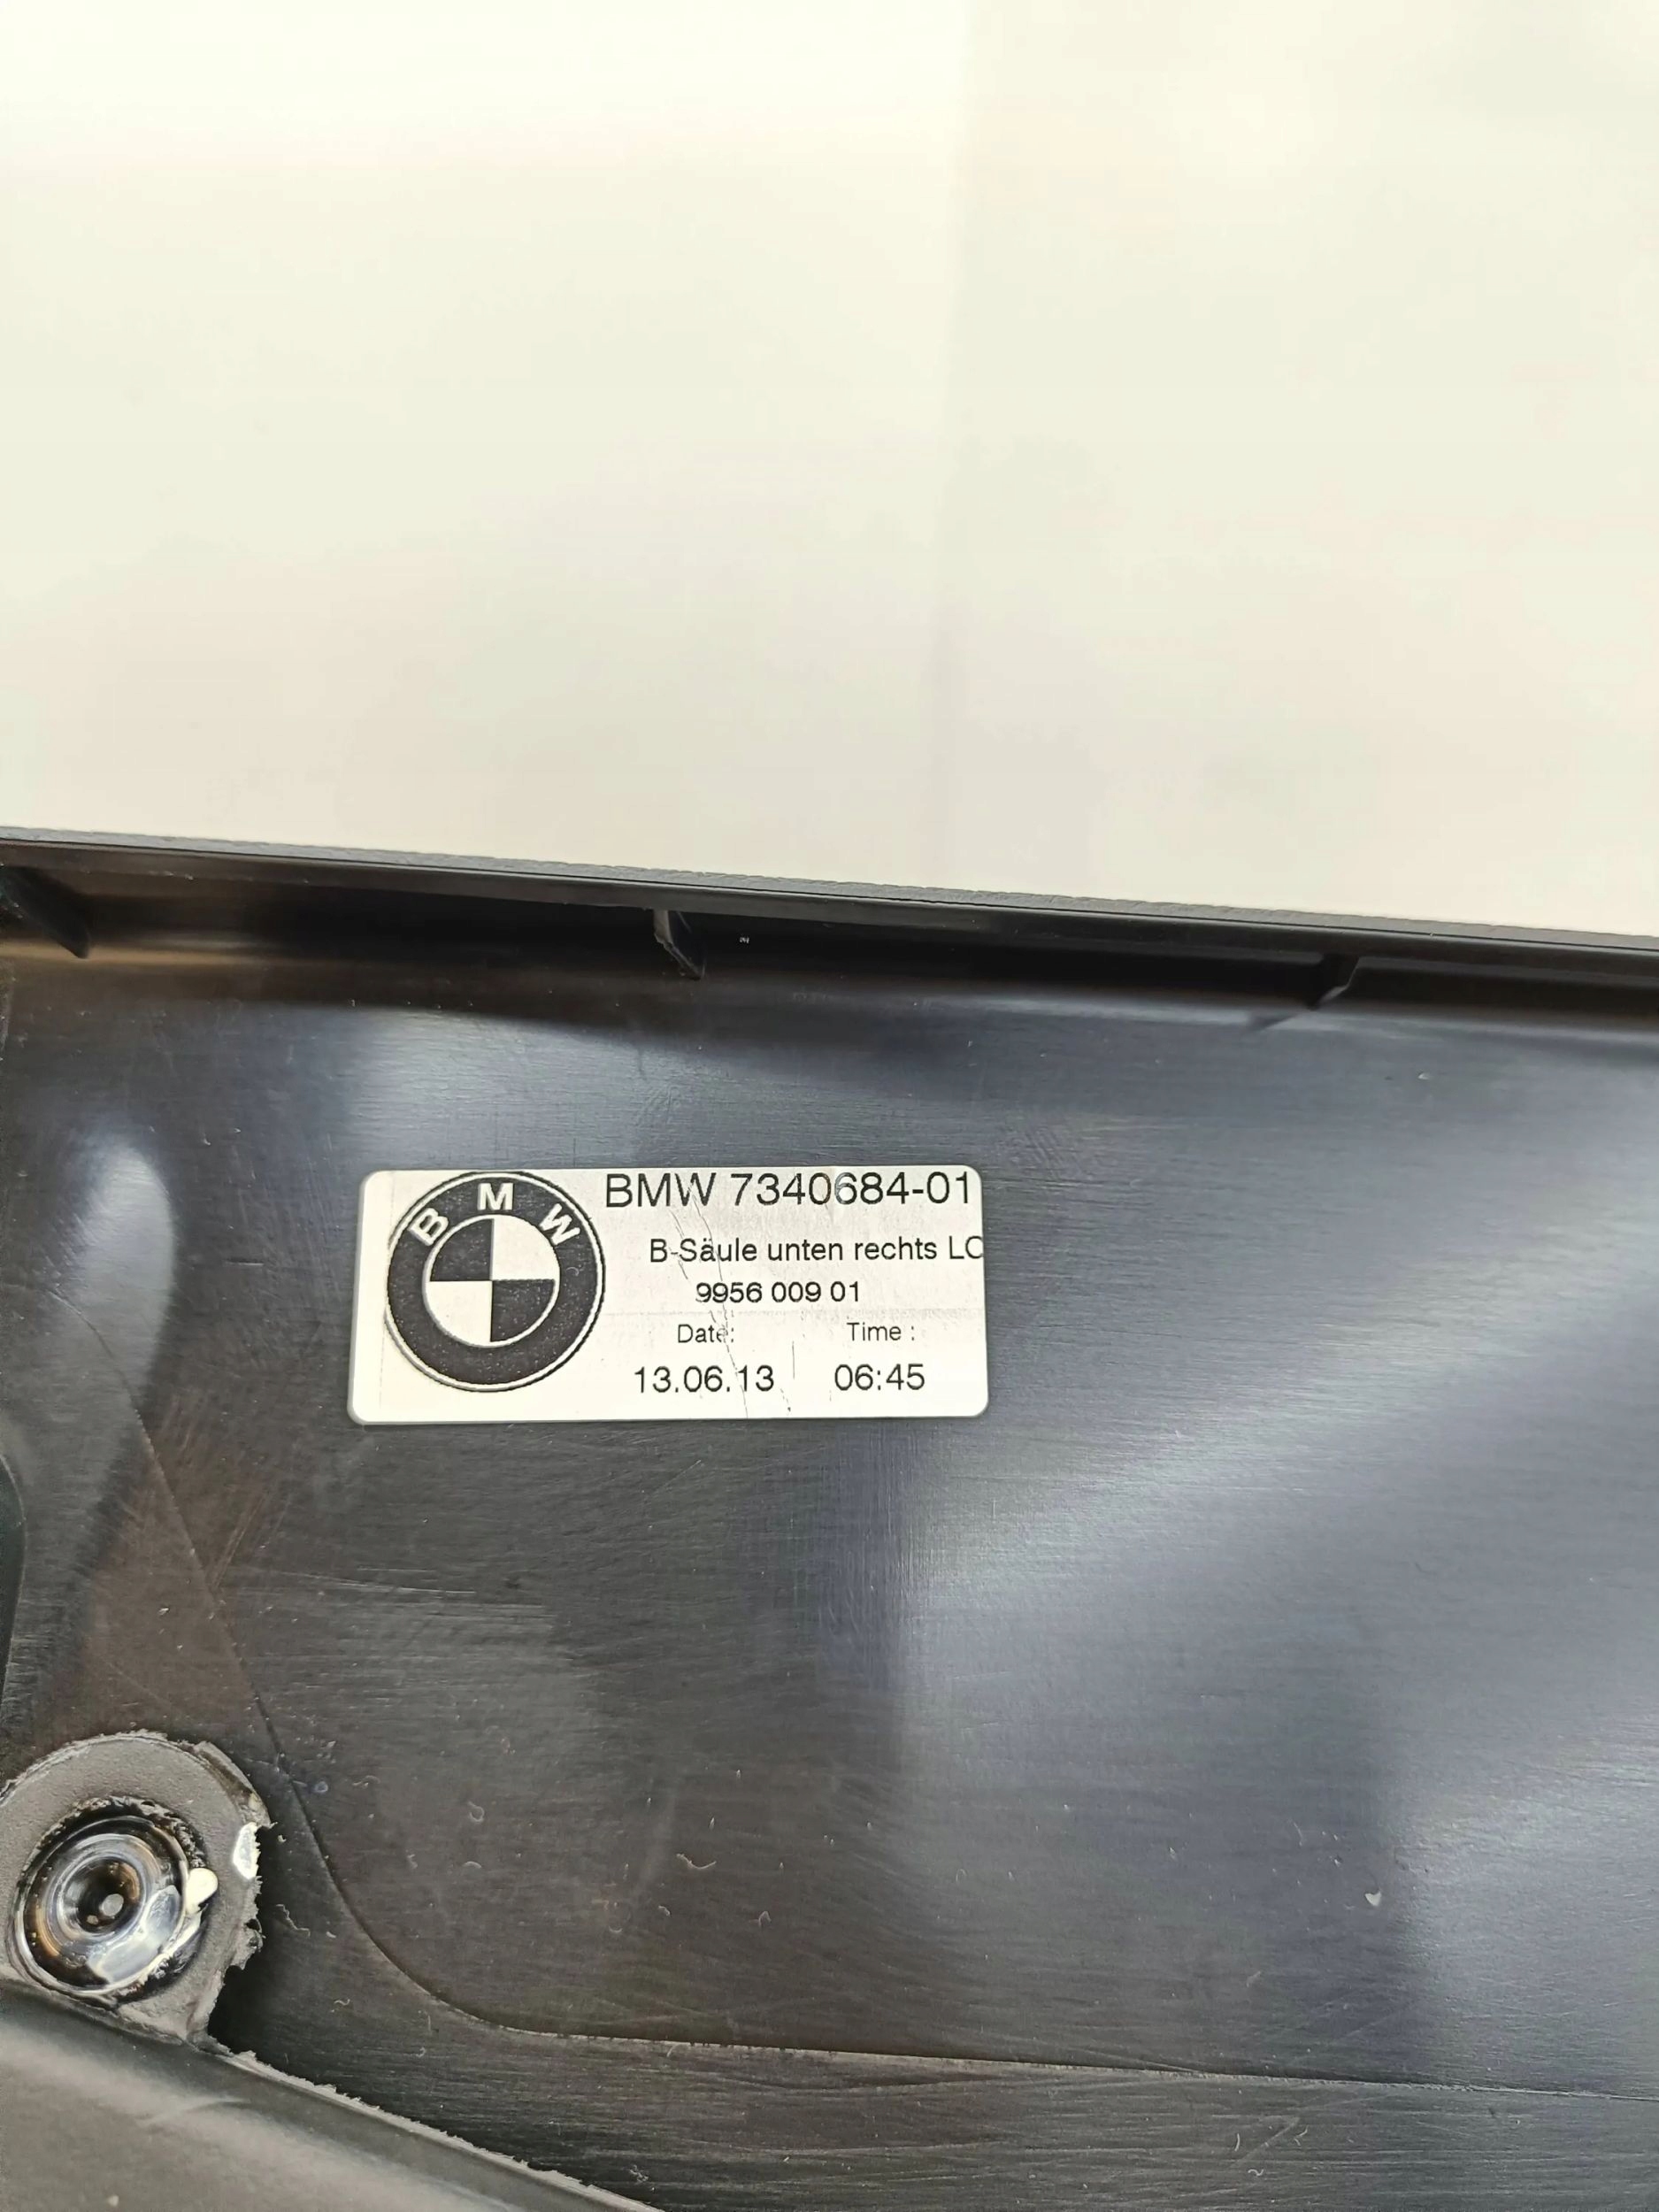 BMW
BMW 7340684-01
B-Säule unten rechts LC
9956 009 01
Date: Time :
13.06.13 06:45